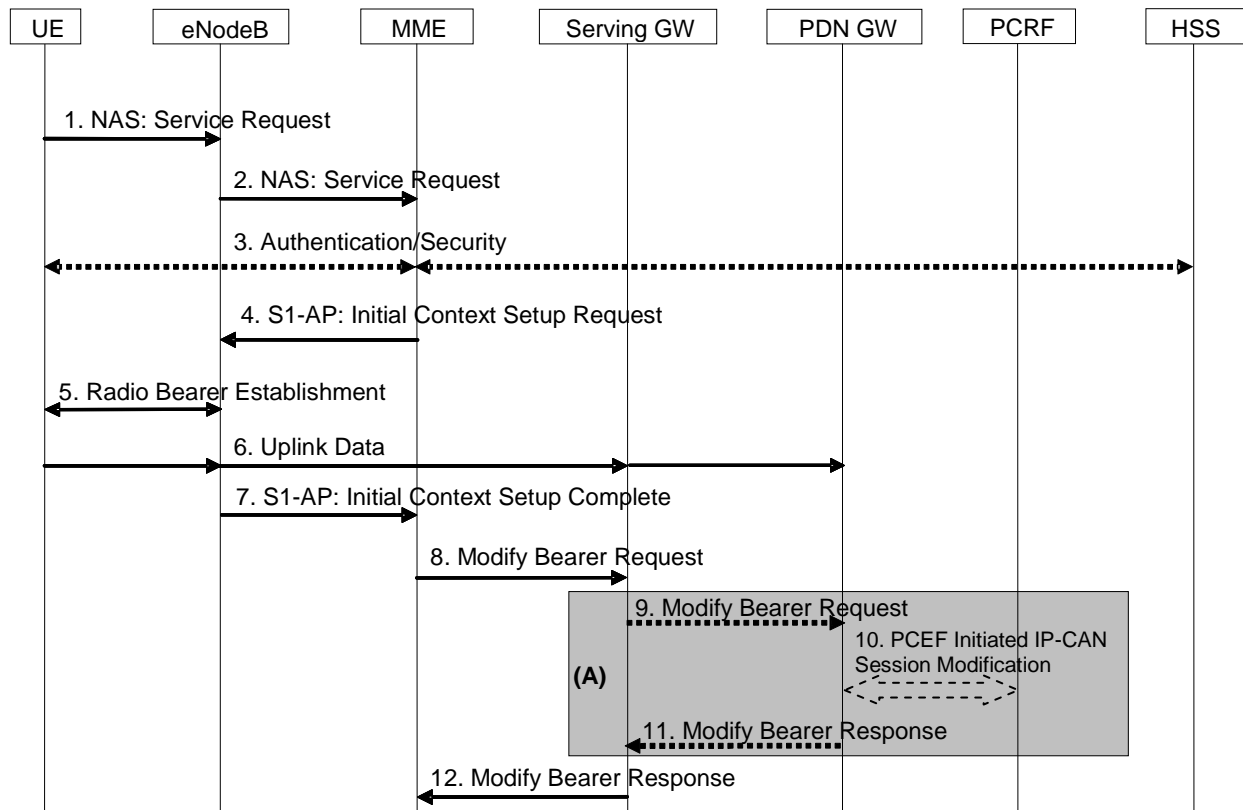 UE eNodeB MME Serving GW PDN GW PCRF HSS
1. NAS: Service Request
2. NAS: Service Request
3. Authentication/Security
4. S1-AP: Initial Context Setup Request
5. Radio Bearer Establishment
6. Uplink Data
7. S1-AP: Initial Context Setup Complete
8. Modify Bearer Request
9. Modify Bearer Request
10. PCEF Initiated IP-CAN
Session Modification
(A)
11. Modify Bearer Response
12. Modify Bearer Response